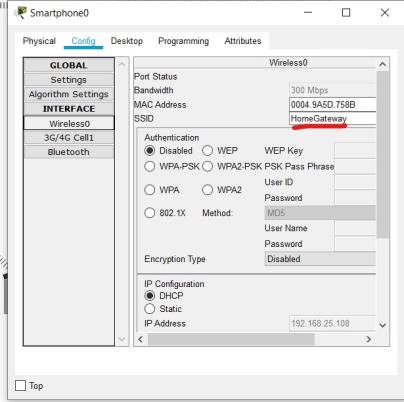 Smartphone0
Physical Config Desktop Programming Attributes
GLOBAL
Settings
Algorithm Settings
INTERFACE
Wireless0
3G/4G Cell1
Bluetooth
Wireless0
Port Status
Bandwidth 300 Mbps
MAC Address 0004.9A5D.758B
SSID HomeGateway
Authentication
Disabled WEP WEP Key
WPA-PSK WPA2-PSK PSK Pass Phrase
User ID
WPA WPA2
Password
802.1X Method: MD5
User Name
Password
Encryption Type Disabled
IP Configuration
DHCP
Static
IP Address 192.168.25.108
Top